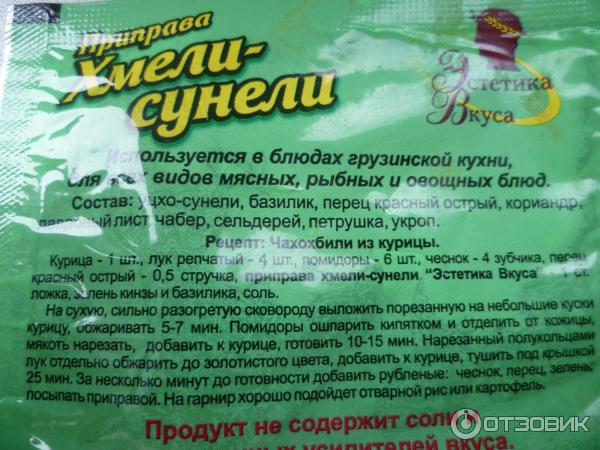 Приправа
Хмели-
сунели
Эстетика
Вкуса
Используется в блюдах грузинской кухни,
для всех видов мясных, рыбных и овощных блюд.
Состав: уцхо-сунели, базилик, перец красный острый, кориандр,
лавровый лист, чабер, сельдерей, петрушка, укроп.
Рецепт: Чахохбили из курицы.
Курица - 1 шт., лук репчатый - 4 шт., помидоры - 6 шт., чеснок - 4 зубчика, перец
красный острый - 0,5 стручка, приправа хмели-сунели "Эстетика Вкуса" - 1 ст.
ложка, зелень кинзы и базилика, соль.
На сухую, сильно разогретую сковороду выложить порезанную на небольшие куски
курицу, обжаривать 5-7 мин. Помидоры ошпарить кипятком и отделить от кожицы,
мякоть нарезать, добавить к курице, готовить 10-15 мин. Нарезанный полукольцами
лук отдельно обжарить до золотистого цвета, добавить к курице, тушить под крышкой
25 мин. За несколько минут до готовности добавить рубленые: чеснок, перец, зелень,
посыпать приправой. На гарнир хорошо подойдет отварной рис или картофель.
Продукт не содержит соли
усилителей вкуса.
ОТЗОВИК